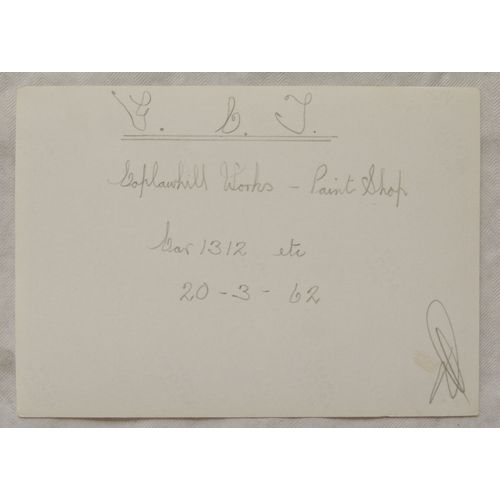 G. C. T.
Coplawhill Works - Paint Shop
Car 1312 etc
20-3-62